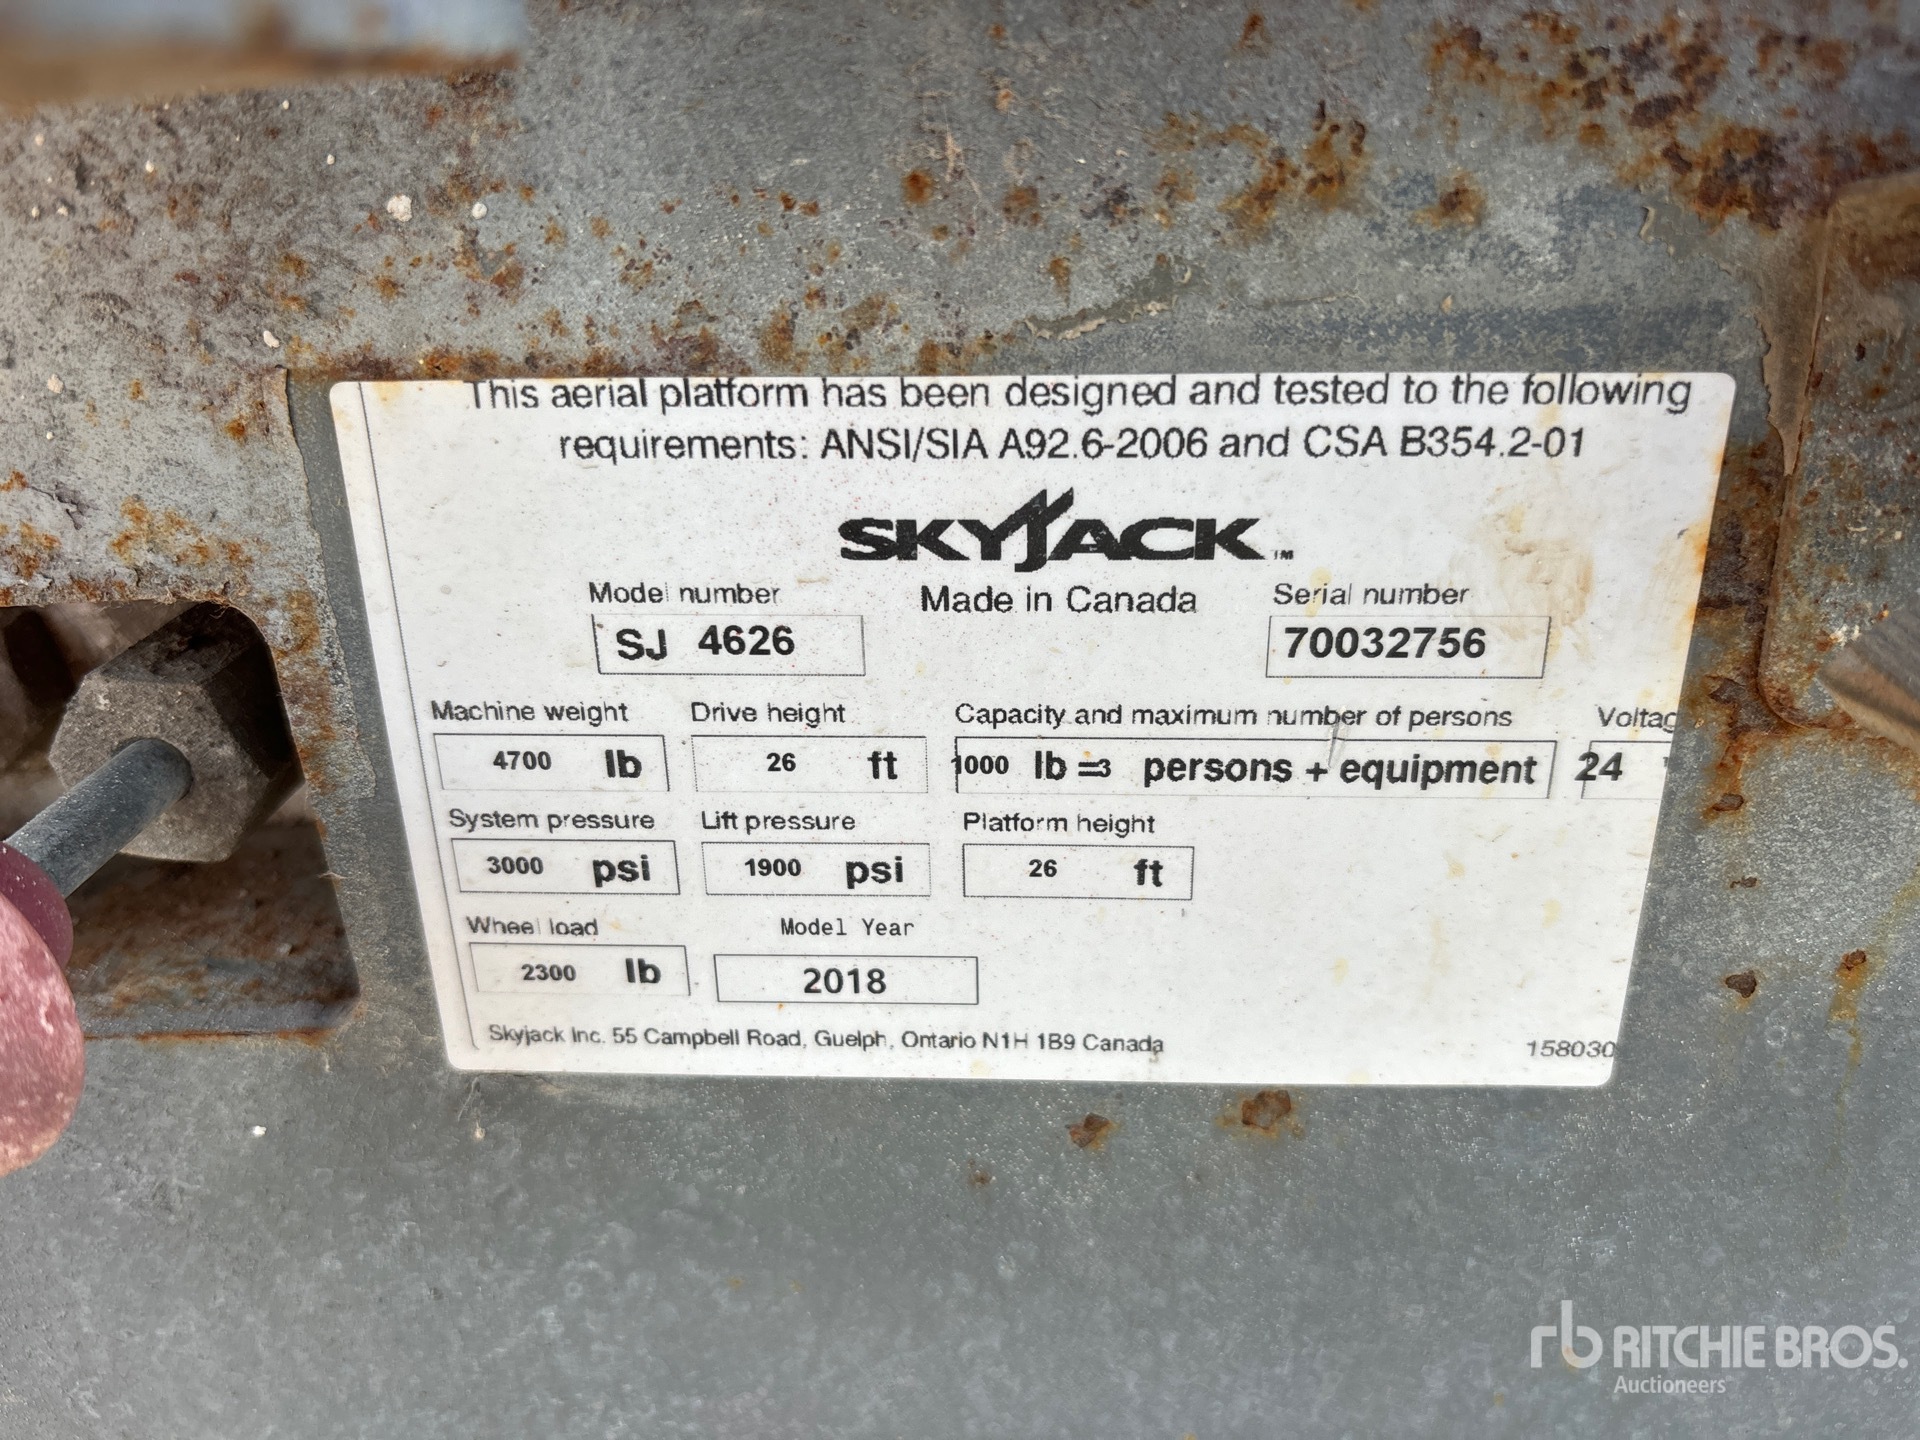 This aerial platform has been designed and tested to the following
requirements: ANSI/SIA A92.6-2006 and CSA B354.2-01
SKYJACK™
Model number Made in Canada Serial number
SJ 4626 70032756
Machine weight Drive height Capacity and maximum number of persons Voltag
4700 lb 26 ft 1000 lb = 3 persons + equipment 24
System pressure Lift pressure Platform height
3000 psi 1900 psi 26 ft
Wheel load Model Year
2300 lb 2018
Skyjack Inc. 55 Campbell Road, Guelph, Ontario N1H 1B9 Canada 158030
rb RITCHIE BROS.
Auctioneers